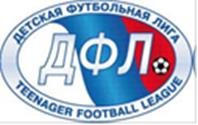 ДЕТСКАЯ ФУТБОЛЬНАЯ ЛИГА
ДФЛ
TEENAGER FOOTBALL LEAGUE